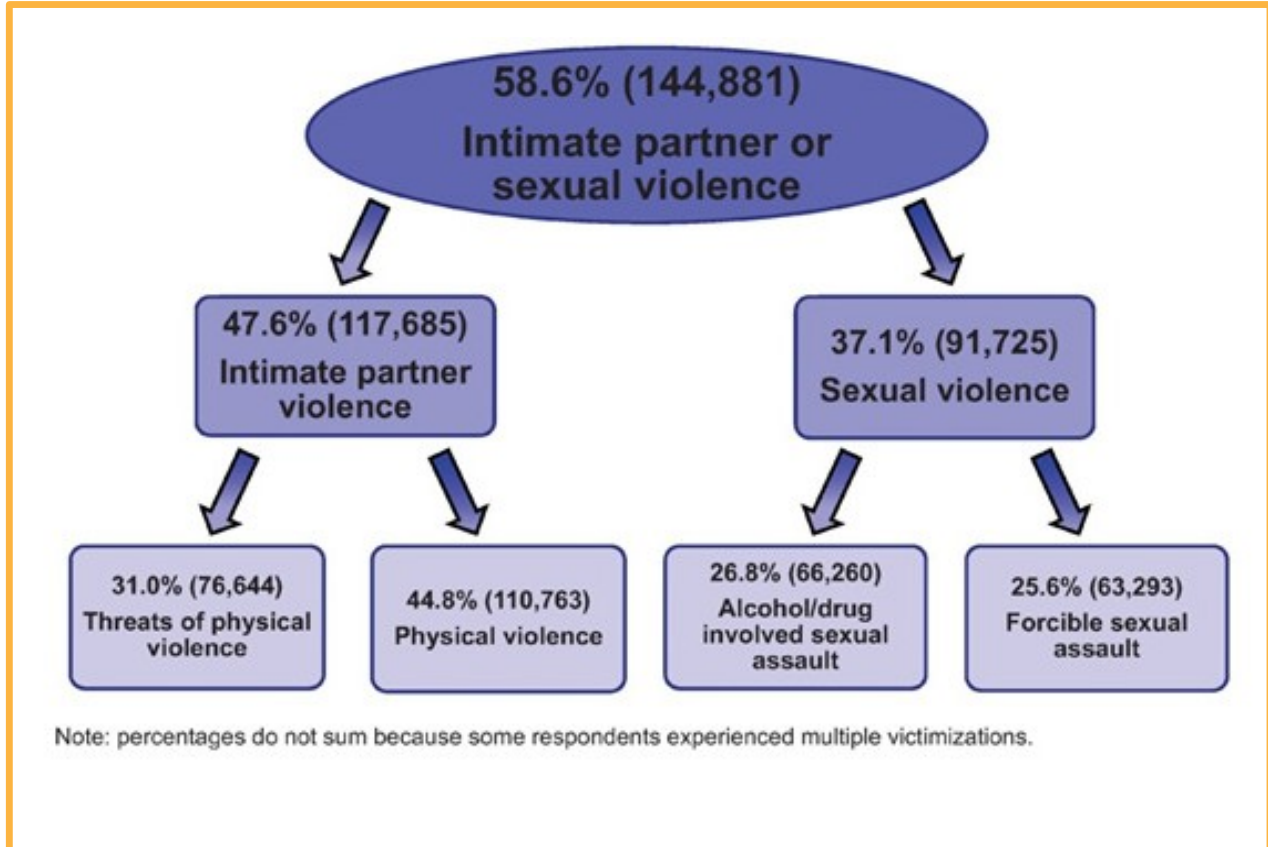 58.6% (144,881)
Intimate partner or
sexual violence
47.6% (117,685)
Intimate partner
violence
37.1% (91,725)
Sexual violence
31.0% (76,644)
Threats of physical
violence
44.8% (110,763)
Physical violence
26.8% (66,260)
Alcohol/drug
involved sexual
assault
25.6% (63,293)
Forcible sexual
assault
Note: percentages do not sum because some respondents experienced multiple victimizations.